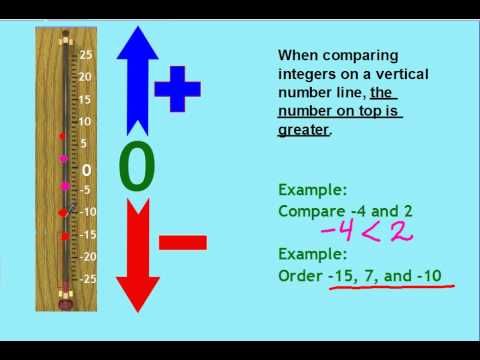 25
20
15
10
5
0
-5
-10
-15
-20
-25
+
0
-
When comparing
integers on a vertical
number line, the
number on top is
greater.
Example:
Compare -4 and 2
-4 < 2
Example:
Order -15, 7, and -10